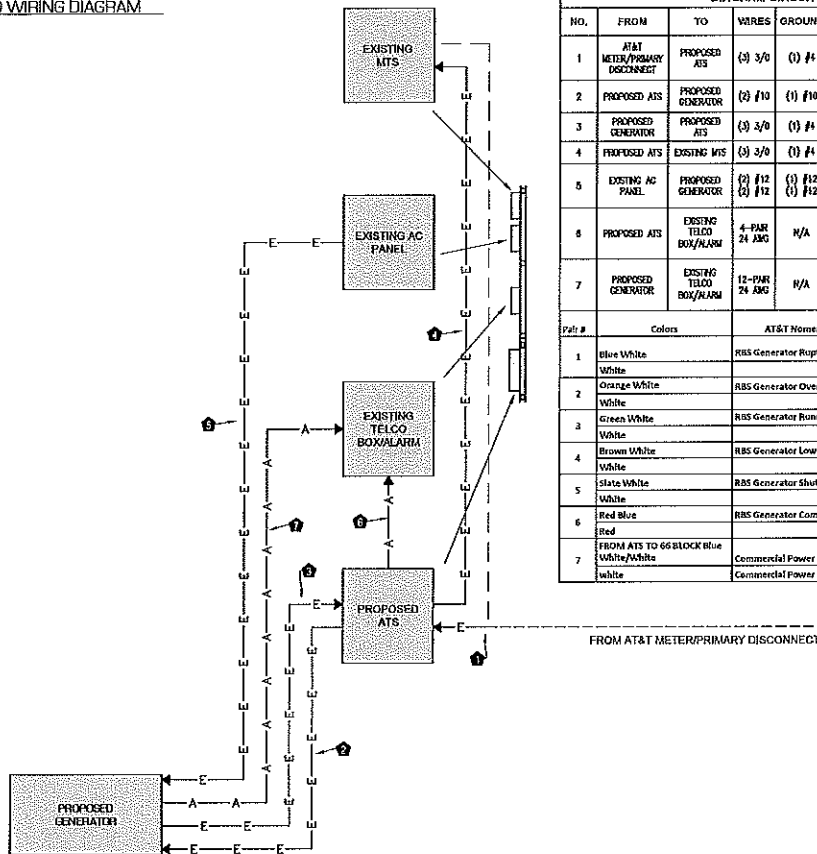 WIRING DIAGRAM
EXISTING
MTS
EXISTING AC
PANEL
EXISTING
TELCO
BOX/ALARM
PROPOSED
ATS
PROPOSED
GENERATOR
FROM AT&T METER/PRIMARY DISCONNECT
E E E E E E E E E E E E
E E
E E E E E E E E E E E
E
A A A A A A A
A A
A A
E E E E E E E
E E
E E E E E E
E E E
E
1
2
3
4
5
6
7
NO. FROM TO WIRES GROUN
1 AT&T METER/PRIMARY DISCONNECT PROPOSED ATS (3) 3/0 (1) #4
2 PROPOSED ATS PROPOSED GENERATOR (2) #10 (1) #10
3 PROPOSED GENERATOR PROPOSED ATS (3) 3/0 (1) #4
4 PROPOSED ATS EXISTING MTS (3) 3/0 (1) #4
5 EXISTING AC PANEL PROPOSED GENERATOR (2) #12 (2) #12 (1) #12 (1) #12
6 PROPOSED ATS EXISTING TELCO BOX/ALARM 4-PAIR 24 AWG N/A
7 PROPOSED GENERATOR EXISTING TELCO BOX/ALARM 12-PAIR 24 AWG N/A
Pair # Colors AT&T Nome
1 Blue White RBS Generator Rup
White
2 Orange White RBS Generator Over
White
3 Green White RBS Generator Run
White
4 Brown White RBS Generator Low
White
5 Slate White RBS Generator Shut
White
6 Red Blue RBS Generator Com
Red
7 FROM ATS TO 66 BLOCK Blue White/White Commercial Power
white Commercial Power